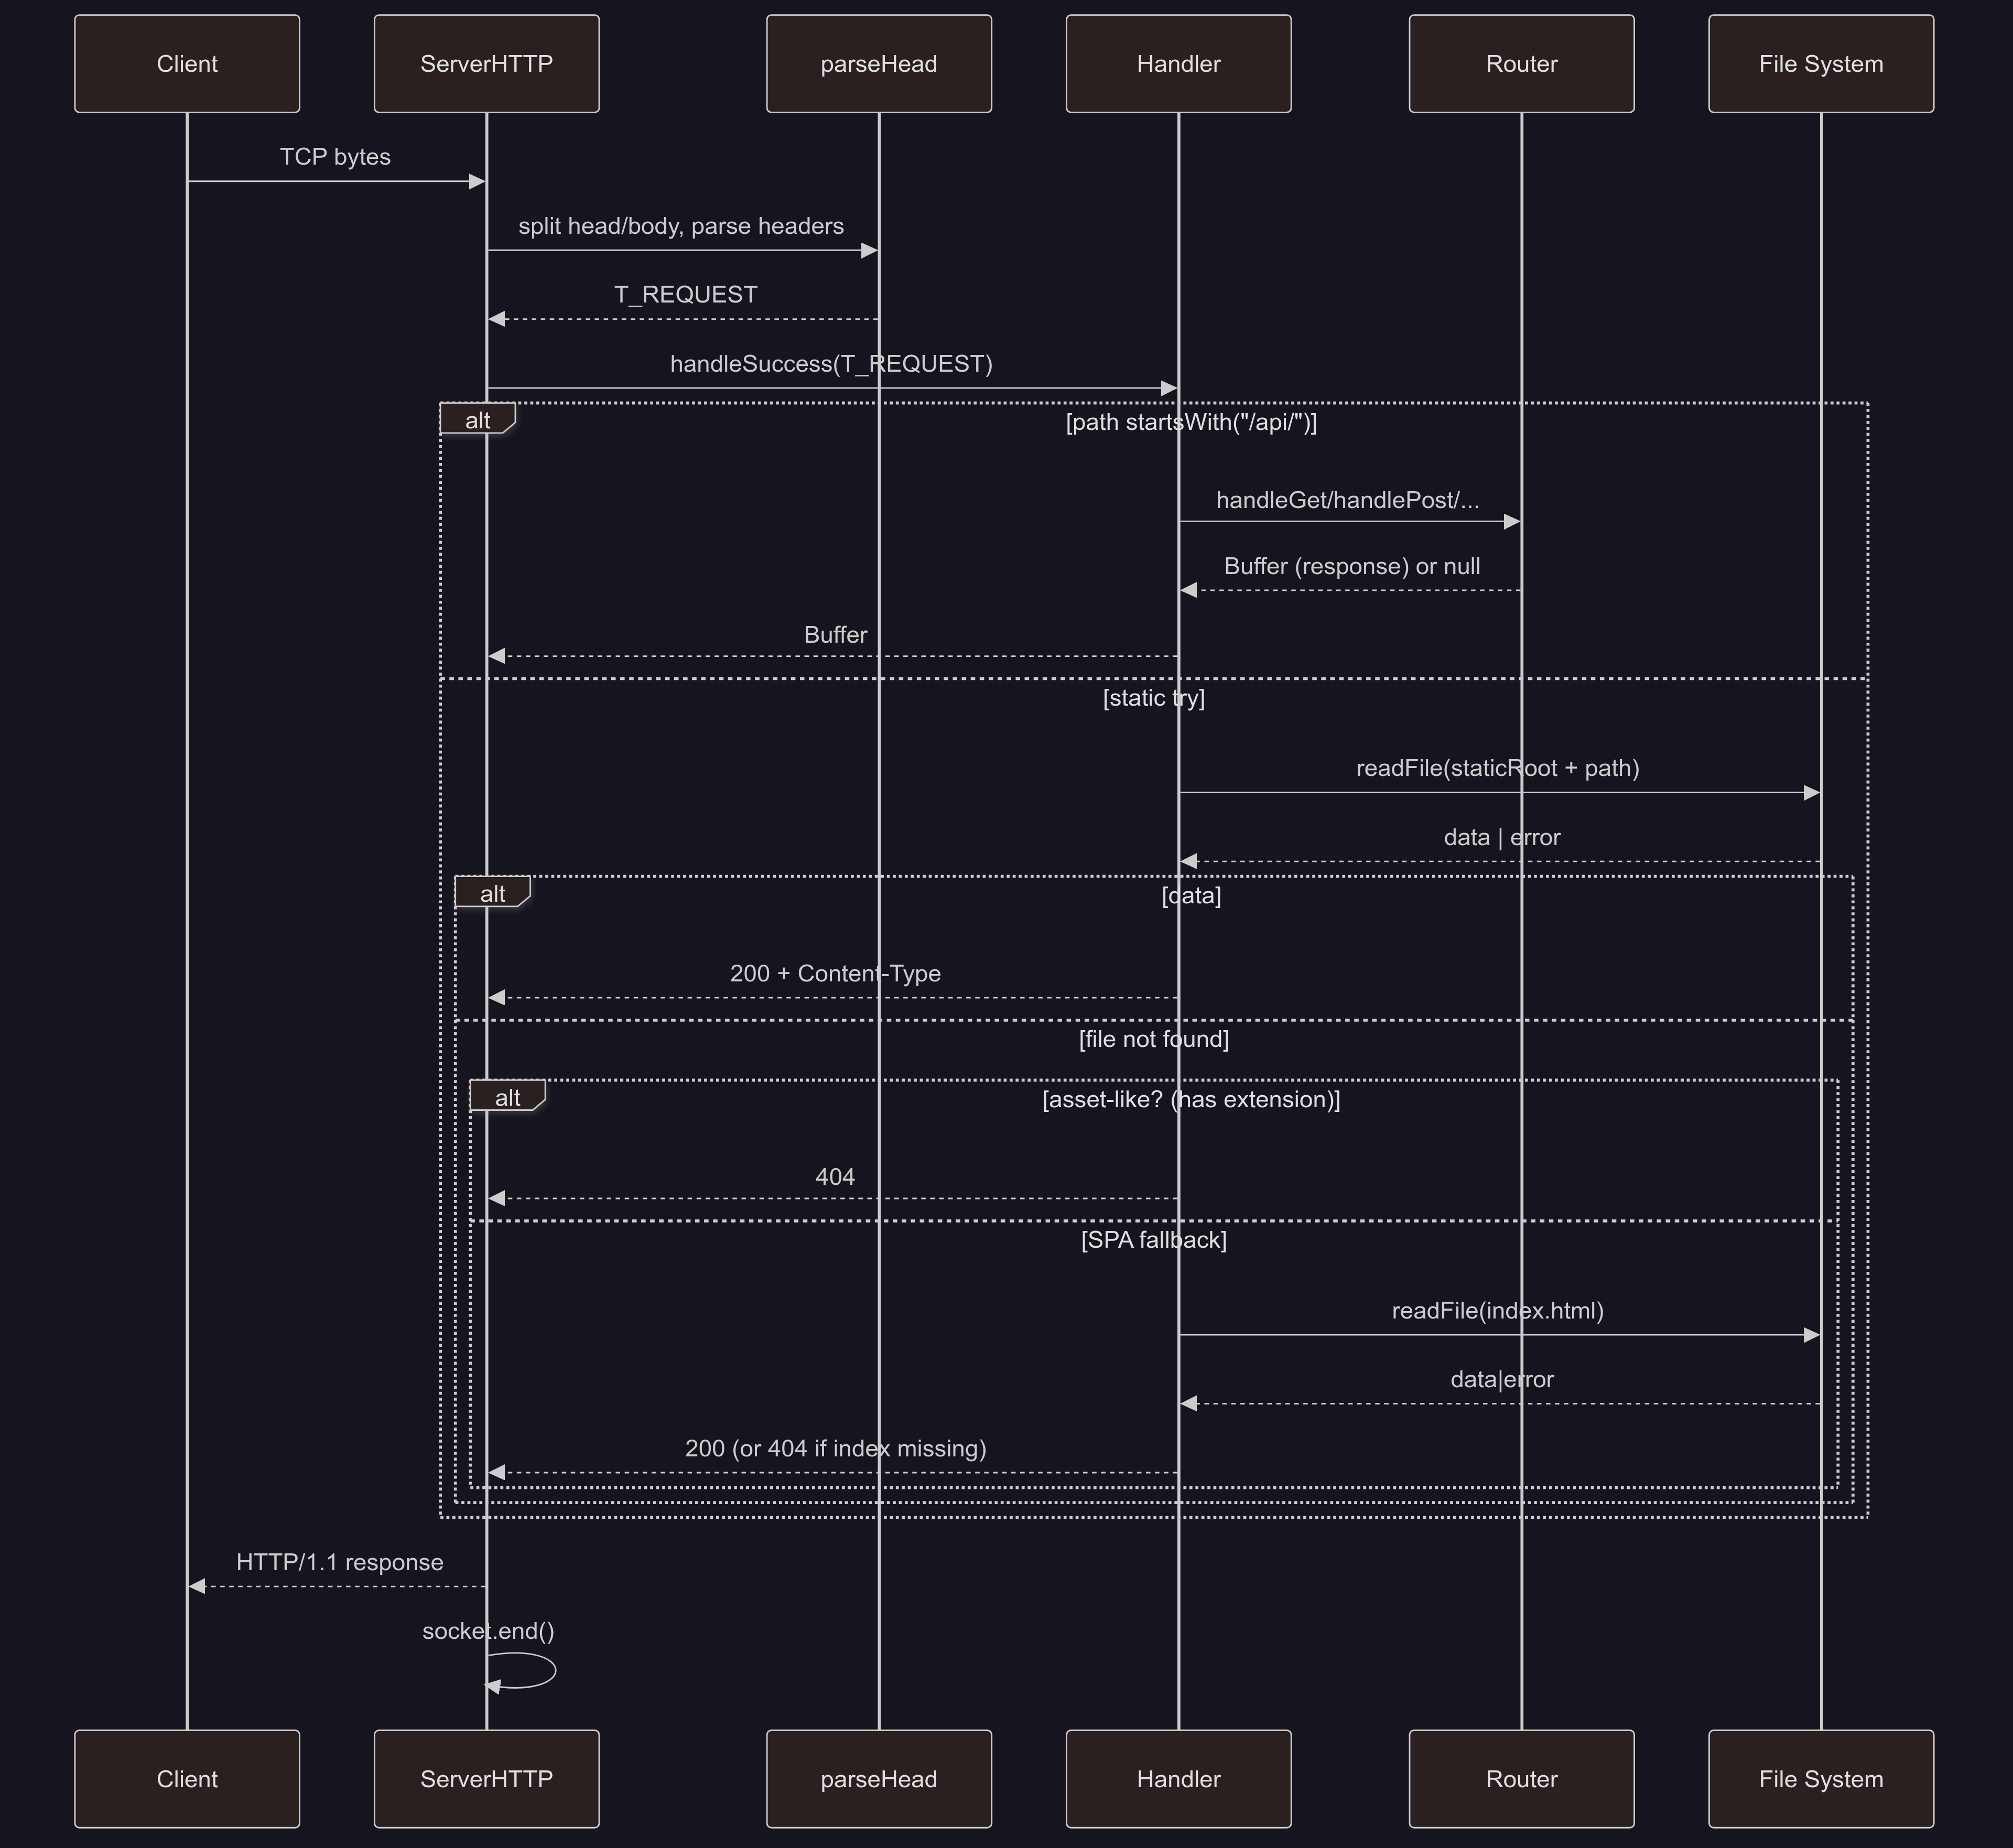 Client
ServerHTTP
parseHead
Handler
Router
File System
TCP bytes
split head/body, parse headers
T_REQUEST
handleSuccess(T_REQUEST)
alt
[path startsWith("/api/")]
handleGet/handlePost/...
Buffer (response) or null
Buffer
[static try]
readFile(staticRoot + path)
data | error
alt
[data]
200 + Content-Type
[file not found]
alt
[asset-like? (has extension)]
404
[SPA fallback]
readFile(index.html)
data|error
200 (or 404 if index missing)
HTTP/1.1 response
socket.end()
Client
ServerHTTP
parseHead
Handler
Router
File System